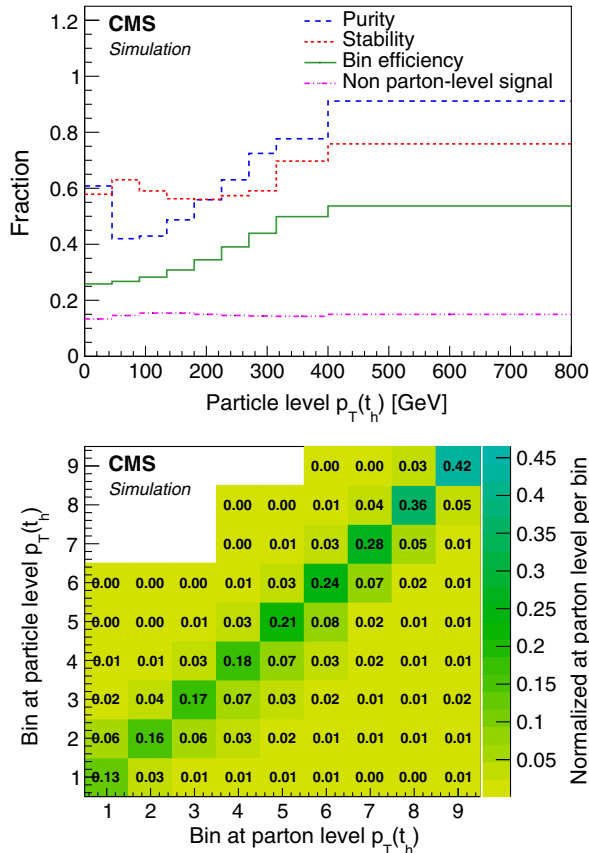 CMS
Simulation
Purity
Stability
Bin efficiency
Non parton-level signal
Fraction
1.2
1
0.8
0.6
0.4
0.2
0
0 100 200 300 400 500 600 700 800
Particle level p_T(t_h) [GeV]
CMS
Simulation
Bin at particle level p_T(t_h)
9 0.00 0.00 0.03 0.42
8 0.00 0.00 0.01 0.04 0.36 0.05
7 0.00 0.01 0.03 0.28 0.05 0.01
6 0.00 0.00 0.00 0.01 0.03 0.24 0.07 0.02 0.01
5 0.00 0.00 0.01 0.03 0.21 0.08 0.02 0.01 0.01
4 0.01 0.01 0.03 0.18 0.07 0.03 0.02 0.01 0.01
3 0.02 0.04 0.17 0.07 0.03 0.02 0.01 0.01 0.02
2 0.06 0.16 0.06 0.03 0.02 0.01 0.01 0.01 0.01
1 0.13 0.03 0.01 0.01 0.01 0.01 0.00 0.00 0.01
1 2 3 4 5 6 7 8 9
Bin at parton level p_T(t_h)
0.45
0.4
0.35
0.3
0.25
0.2
0.15
0.1
0.05
Normalized at parton level per bin